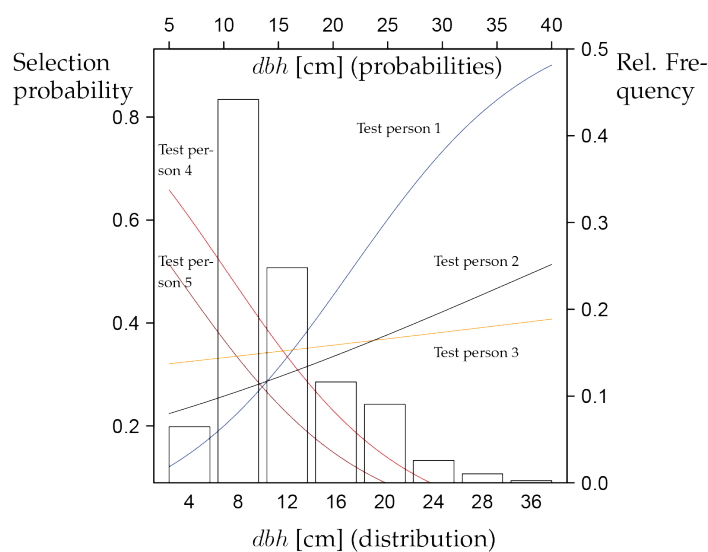 5 10 15 20 25 30 35 40
dbh [cm] (probabilities)
Selection
probability
Rel. Fre-
quency
0.5
0.8
0.4
0.6
0.3
0.4
0.2
0.2
0.1
0.0
Test person 1
Test per-
son 4
Test person 2
Test per-
son 5
Test person 3
4 8 12 16 20 24 28 36
dbh [cm] (distribution)